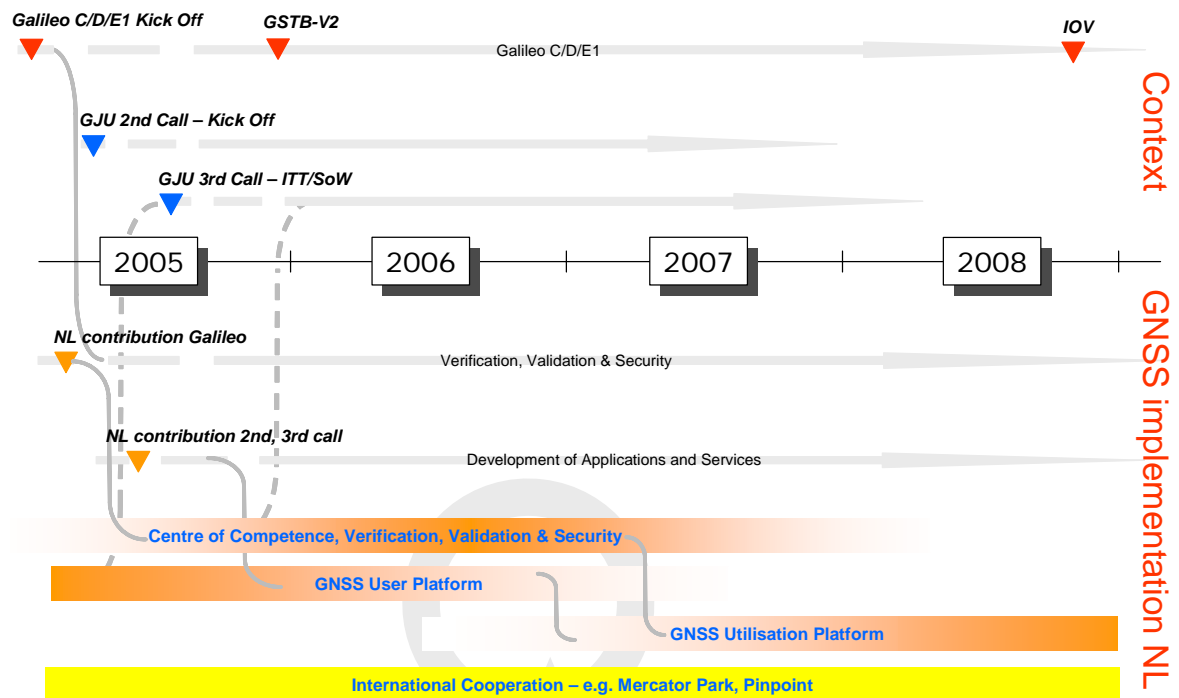 Galileo C/D/E1 Kick Off
GSTB-V2
IOV
Galileo C/D/E1
GJU 2nd Call – Kick Off
GJU 3rd Call – ITT/SoW
Context
2005
2006
2007
2008
NL contribution Galileo
Verification, Validation & Security
NL contribution 2nd, 3rd call
Development of Applications and Services
Centre of Competence, Verification, Validation & Security
GNSS User Platform
GNSS Utilisation Platform
International Cooperation – e.g. Mercator Park, Pinpoint
GNSS implementation NL